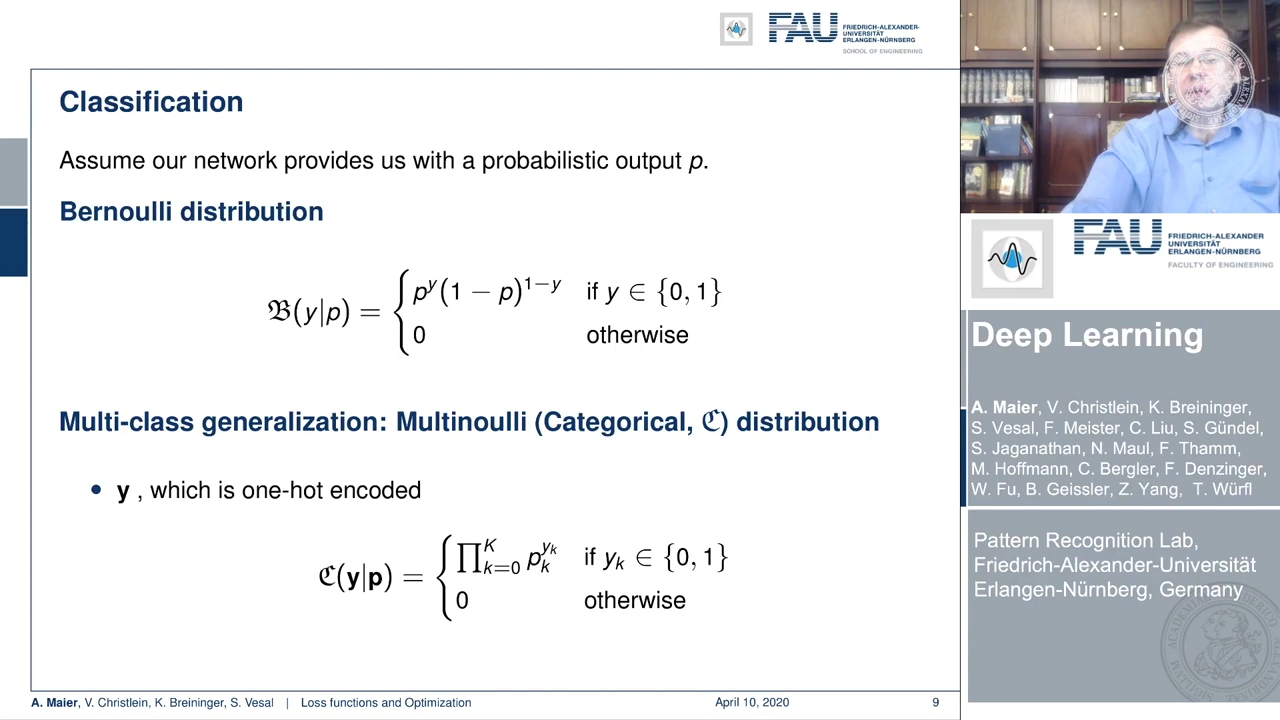 FAU
FRIEDRICH-ALEXANDER-
UNIVERSITÄT
ERLANGEN-NÜRNBERG
SCHOOL OF ENGINEERING
Classification
Assume our network provides us with a probabilistic output p.
Bernoulli distribution
𝔅(y|p) = { p^y(1 − p)^{1−y} if y ∈ {0, 1}
0 otherwise
Multi-class generalization: Multinoulli (Categorical, ℭ) distribution
• y , which is one-hot encoded
ℭ(y|p) = { ∏_{k=0}^{K} p_k^{y_k} if y_k ∈ {0, 1}
0 otherwise
A. Maier, V. Christlein, K. Breininger, S. Vesal | Loss functions and Optimization April 10, 2020 9
FAU
FRIEDRICH-ALEXANDER
UNIVERSITÄT
ERLANGEN-NÜRNBERG
FACULTY OF ENGINEERING
Deep Learning
A. Maier, V. Christlein, K. Breininger,
S. Vesal, F. Meister, C. Liu, S. Gündel,
S. Jaganathan, N. Maul, F. Thamm,
M. Hoffmann, C. Bergler, F. Denzinger,
W. Fu, B. Geissler, Z. Yang, T. Würfl
Pattern Recognition Lab,
Friedrich-Alexander-Universität
Erlangen-Nürnberg, Germany